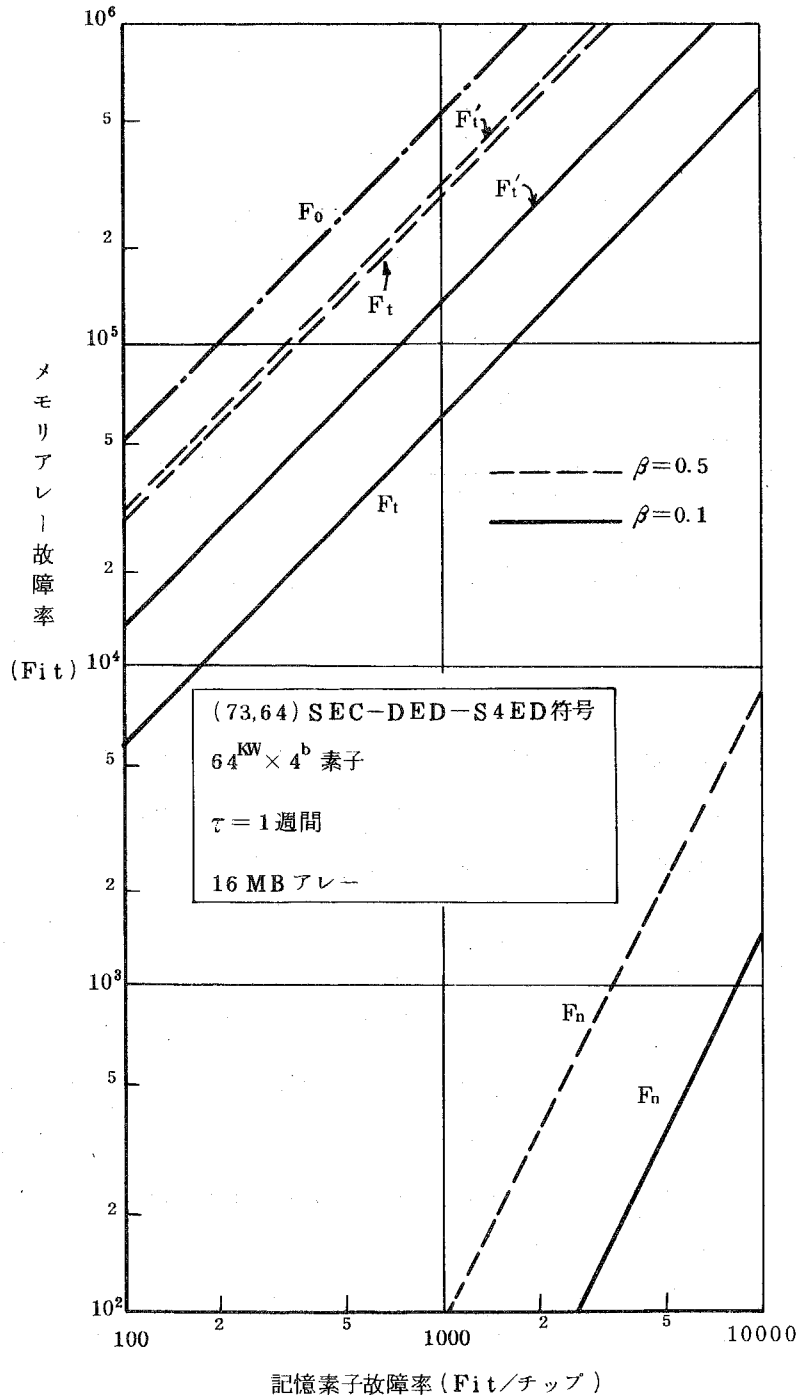 10⁶
5
2
10⁵
5
2
10⁴
5
2
10³
5
2
10²
メモリアレー故障率
(Fit)
F₀
Fₜ′
Fₜ
Fₜ′
Fₜ
β=0.5
β=0.1
(73,64) SEC-DED-S4ED符号
64ᴷᵂ×4ᵇ 素子
τ=1週間
16 MB アレー
Fₙ
Fₙ
100 2 5 1000 2 5 10000
記憶素子故障率(Fit/チップ)